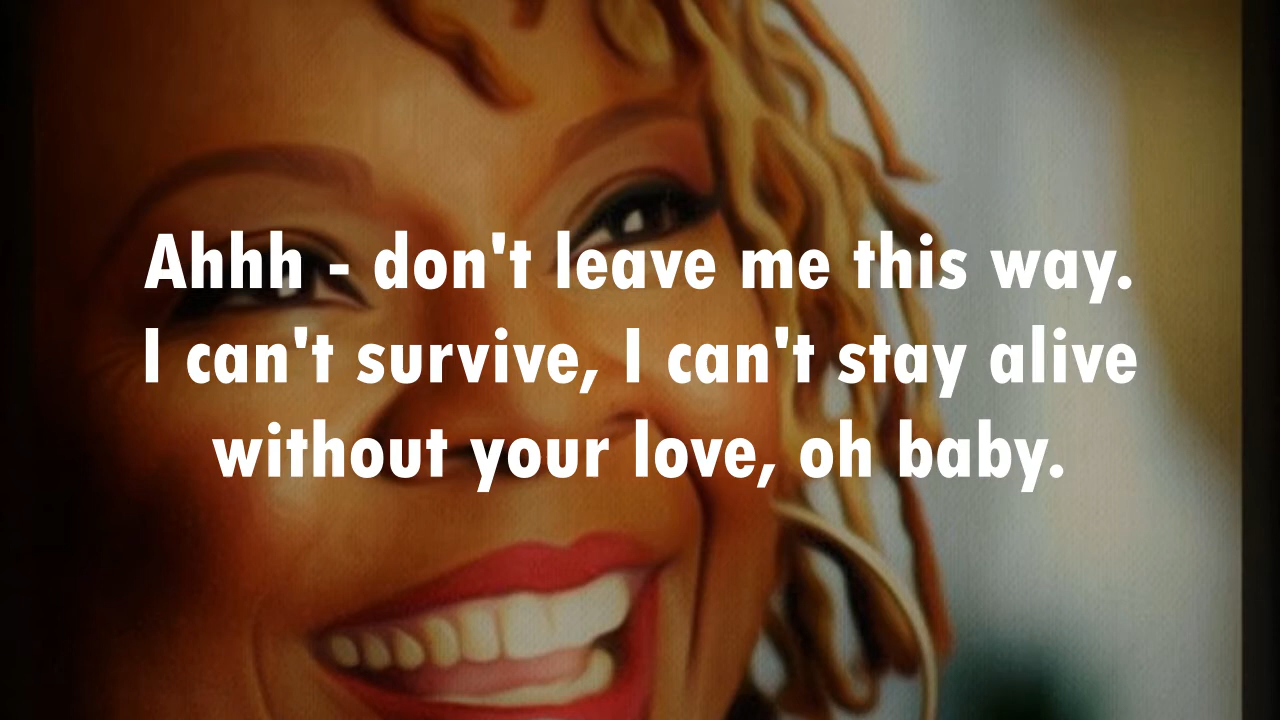 Ahhh - don't leave me this way.
I can't survive, I can't stay alive
without your love, oh baby.